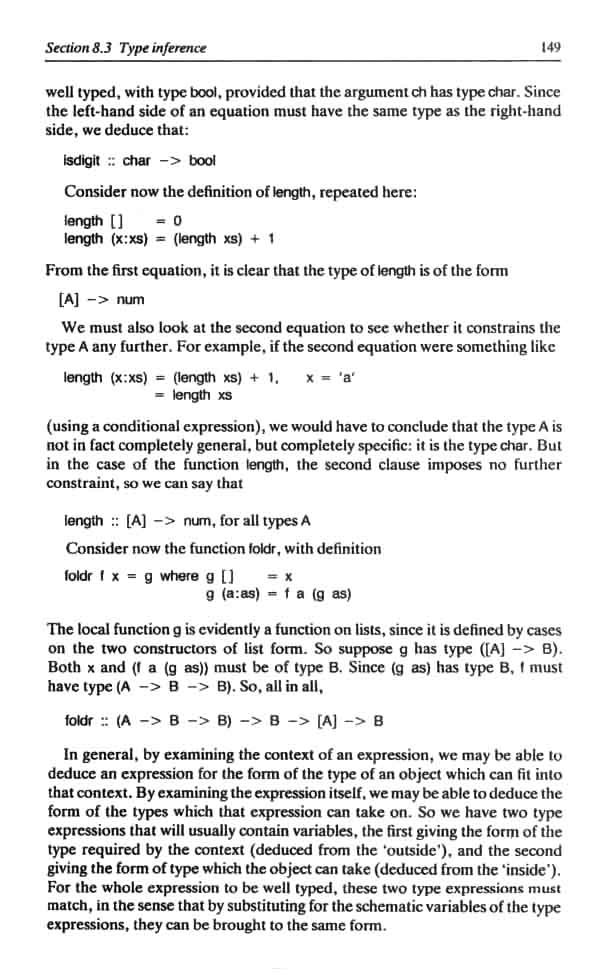 Section 8.3 Type inference 149
well typed, with type bool, provided that the argument ch has type char. Since
the left-hand side of an equation must have the same type as the right-hand
side, we deduce that:
isdigit :: char -> bool
Consider now the definition of length, repeated here:
length [ ] = 0
length (x:xs) = (length xs) + 1
From the first equation, it is clear that the type of length is of the form
[A] -> num
We must also look at the second equation to see whether it constrains the
type A any further. For example, if the second equation were something like
length (x:xs) = (length xs) + 1, x = 'a'
= length xs
(using a conditional expression), we would have to conclude that the type A is
not in fact completely general, but completely specific: it is the type char. But
in the case of the function length, the second clause imposes no further
constraint, so we can say that
length :: [A] -> num, for all types A
Consider now the function foldr, with definition
foldr f x = g where g [ ] = x
g (a:as) = f a (g as)
The local function g is evidently a function on lists, since it is defined by cases
on the two constructors of list form. So suppose g has type ([A] -> B).
Both x and (f a (g as)) must be of type B. Since (g as) has type B, f must
have type (A -> B -> B). So, all in all,
foldr :: (A -> B -> B) -> B -> [A] -> B
In general, by examining the context of an expression, we may be able to
deduce an expression for the form of the type of an object which can fit into
that context. By examining the expression itself, we may be able to deduce the
form of the types which that expression can take on. So we have two type
expressions that will usually contain variables, the first giving the form of the
type required by the context (deduced from the 'outside'), and the second
giving the form of type which the object can take (deduced from the 'inside').
For the whole expression to be well typed, these two type expressions must
match, in the sense that by substituting for the schematic variables of the type
expressions, they can be brought to the same form.